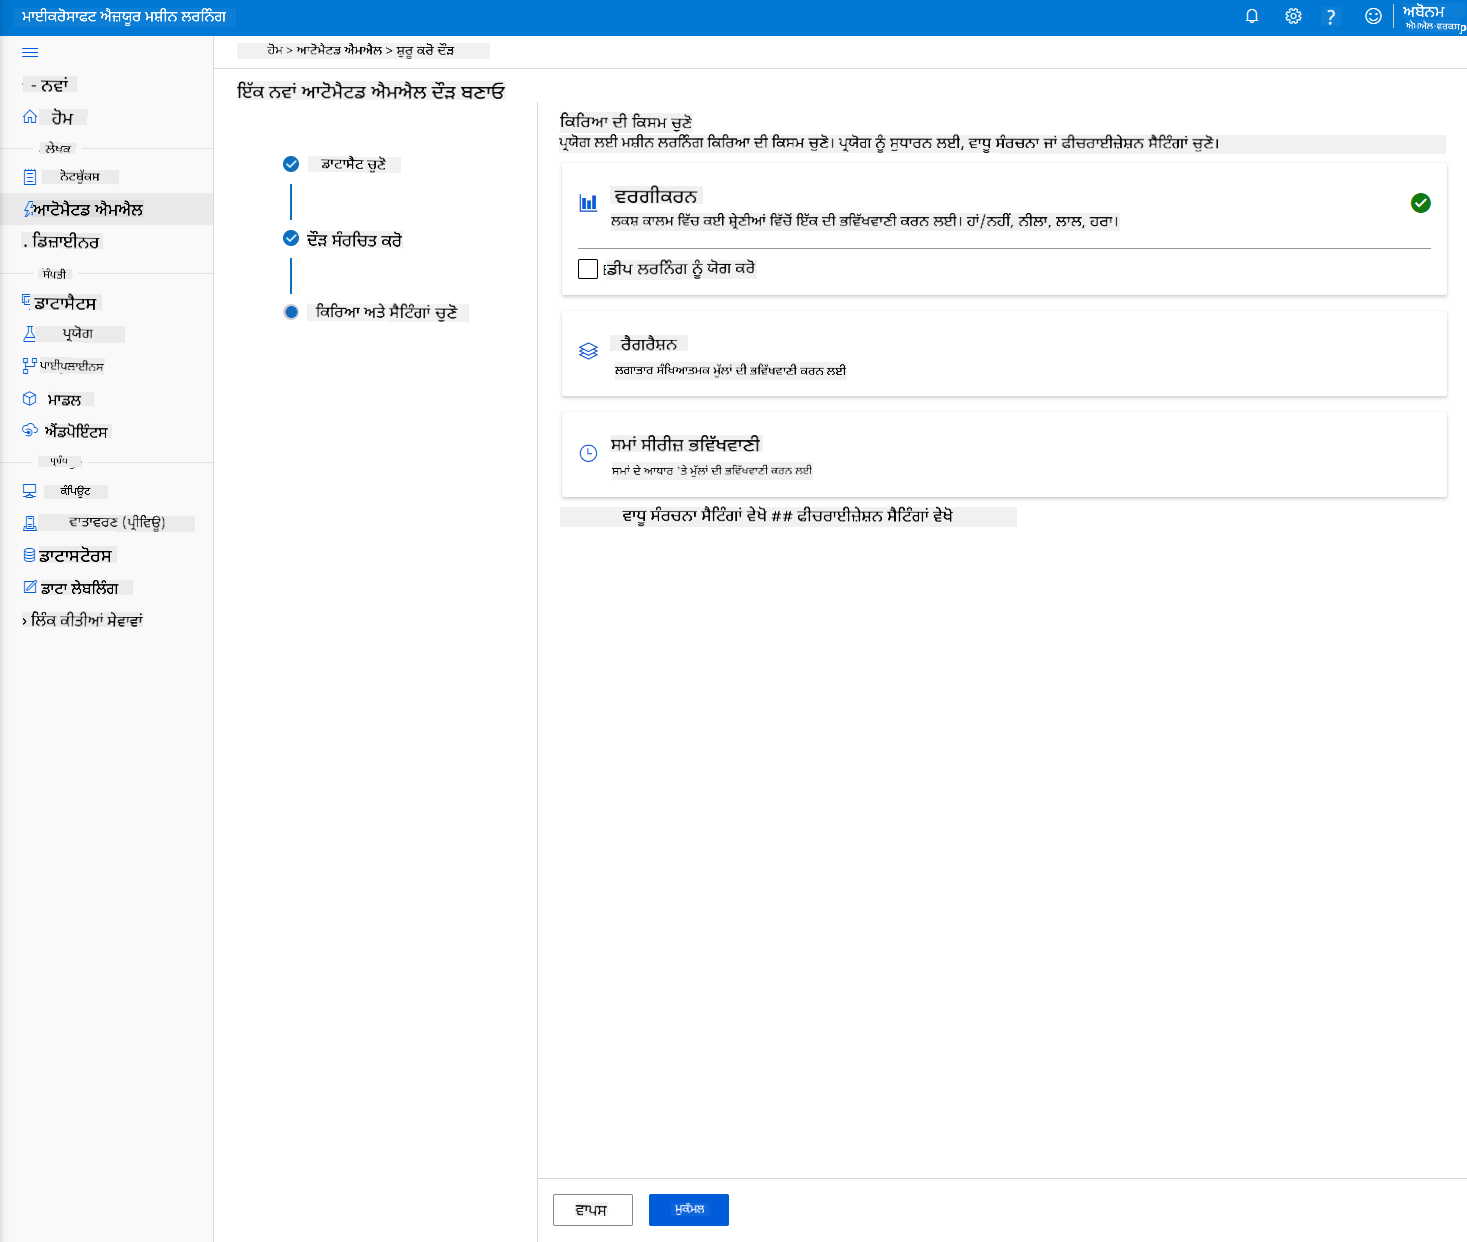 ਮਾਈਕਰੋਸਾਫਟ ਐਜ਼ਯੂਰ ਮਸ਼ੀਨ ਲਰਨਿੰਗ
ਅਬੋਨਮ
ਐਮਐਲ-ਵਰਕਸਪ
ਹੋਮ > ਆਟੋਮੈਟਡ ਐਮਐਲ > ਸ਼ੁਰੂ ਕਰੋ ਦੌੜ
- ਨਵਾਂ
ਹੋਮ
ਲੇਖਕ
ਨੋਟਬੁੱਕਸ
ਆਟੋਮੈਟਡ ਐਮਐਲ
. ਡਿਜ਼ਾਈਨਰ
ਸੰਪਤੀ
ਡਾਟਾਸੈਟਸ
ਪ੍ਰਯੋਗ
ਪਾਈਪਲਾਈਨਸ
ਮਾਡਲ
ਐਂਡਪੋਇੰਟਸ
ਕੰਪਿਊਟ
ਵਾਤਾਵਰਣ (ਪ੍ਰੀਵਿਊ)
ਡਾਟਾਸਟੋਰਸ
ਡਾਟਾ ਲੇਬਲਿੰਗ
› ਲਿੰਕ ਕੀਤੀਆਂ ਸੇਵਾਵਾਂ
ਇੱਕ ਨਵਾਂ ਆਟੋਮੈਟਡ ਐਮਐਲ ਦੌੜ ਬਣਾਓ
ਡਾਟਾਸੈਟ ਚੁਣੋ
ਦੌੜ ਸੰਰਚਿਤ ਕਰੋ
ਕਿਰਿਆ ਅਤੇ ਸੈਟਿੰਗਾਂ ਚੁਣੋ
ਕਿਰਿਆ ਦੀ ਕਿਸਮ ਚੁਣੋ
ਪ੍ਰਯੋਗ ਲਈ ਮਸ਼ੀਨ ਲਰਨਿੰਗ ਕਿਰਿਆ ਦੀ ਕਿਸਮ ਚੁਣੋ। ਪ੍ਰਯੋਗ ਨੂੰ ਸੁਧਾਰਨ ਲਈ, ਵਾਧੂ ਸੰਰਚਨਾ ਜਾਂ ਫੀਚਰਾਈਜ਼ੇਸ਼ਨ ਸੈਟਿੰਗਾਂ ਚੁਣੋ।
ਵਰਗੀਕਰਨ
ਲਕਸ਼ ਕਾਲਮ ਵਿੱਚ ਕਈ ਸ਼੍ਰੇਣੀਆਂ ਵਿੱਚੋਂ ਇੱਕ ਦੀ ਭਵਿੱਖਵਾਣੀ ਕਰਨ ਲਈ। ਹਾਂ/ਨਹੀਂ, ਨੀਲਾ, ਲਾਲ, ਹਰਾ।
ਡੀਪ ਲਰਨਿੰਗ ਨੂੰ ਯੋਗ ਕਰੋ
ਰੈਗਰੈਸ਼ਨ
ਲਗਾਤਾਰ ਸੰਖਿਆਤਮਕ ਮੁੱਲਾਂ ਦੀ ਭਵਿੱਖਵਾਣੀ ਕਰਨ ਲਈ
ਸਮਾਂ ਸੀਰੀਜ਼ ਭਵਿੱਖਵਾਣੀ
ਸਮਾਂ ਦੇ ਆਧਾਰ 'ਤੇ ਮੁੱਲਾਂ ਦੀ ਭਵਿੱਖਵਾਣੀ ਕਰਨ ਲਈ
ਵਾਧੂ ਸੰਰਚਨਾ ਸੈਟਿੰਗਾਂ ਵੇਖੋ ## ਫੀਚਰਾਈਜ਼ੇਸ਼ਨ ਸੈਟਿੰਗਾਂ ਵੇਖੋ
ਵਾਪਸ
ਮੁਕੰਮਲ